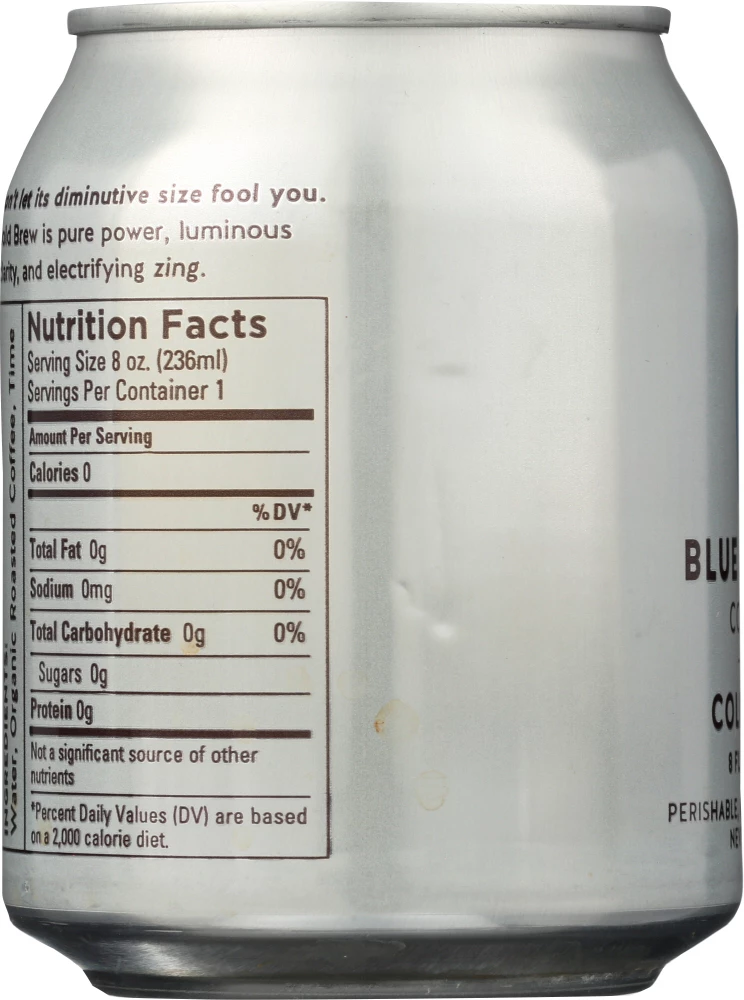 let its diminutive size fool you.
Brew is pure power, luminous
and electrifying zing.
INGREDIENTS:
Water, Organic Roasted Coffee, Time
Nutrition Facts
Serving Size 8 oz. (236ml)
Servings Per Container 1
Amount Per Serving
Calories 0
% DV*
Total Fat 0g 0%
Sodium 0mg 0%
Total Carbohydrate 0g 0%
Sugars 0g
Protein 0g
Not a significant source of other
nutrients
*Percent Daily Values (DV) are based
on a 2,000 calorie diet.
BLUE
PERISHABLE,